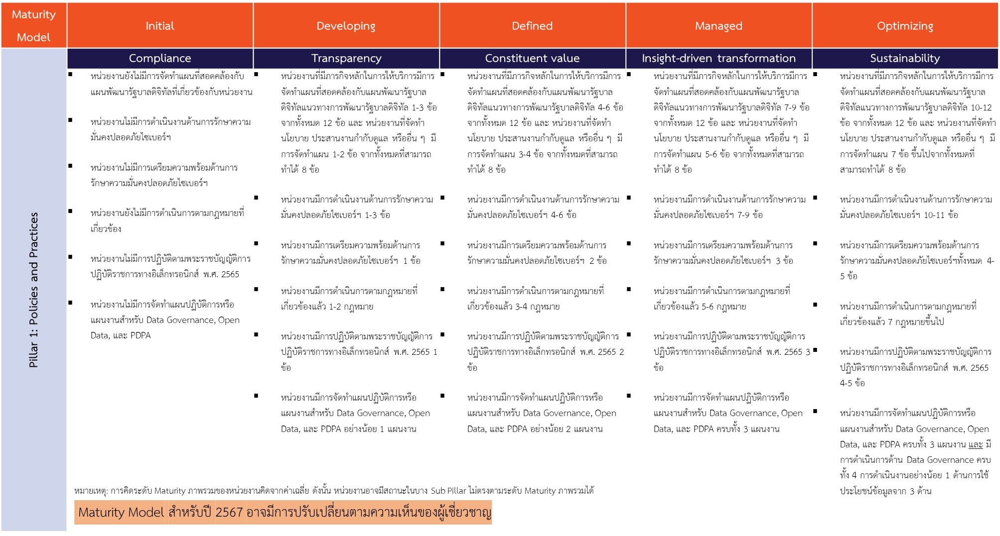 Maturity
Model
Initial
Developing
Defined
Managed
Optimizing
Compliance
Transparency
Constituent value
Insight-driven transformation
Sustainability
Pillar 1: Policies and Practices
▪ หน่วยงานยังไม่มีการจัดทำแผนที่สอดคล้องกับ
แผนพัฒนารัฐบาลดิจิทัลที่เกี่ยวข้องกับหน่วยงาน
▪ หน่วยงานไม่มีการดำเนินงานด้านการรักษาความ
มั่นคงปลอดภัยไซเบอร์ฯ
▪ หน่วยงานไม่มีการเตรียมความพร้อมด้านการ
รักษาความมั่นคงปลอดภัยไซเบอร์ฯ
▪ หน่วยงานยังไม่มีการดำเนินการตามกฎหมายที่
เกี่ยวข้อง
▪ หน่วยงานไม่มีการปฏิบัติตามพระราชบัญญัติการ
ปฏิบัติราชการทางอิเล็กทรอนิกส์ พ.ศ. 2565
▪ หน่วยงานไม่มีการจัดทำแผนปฏิบัติการหรือ
แผนงานสำหรับ Data Governance, Open
Data, และ PDPA
▪ หน่วยงานที่มีภารกิจหลักในการให้บริการมีการ
จัดทำแผนที่สอดคล้องกับแผนพัฒนารัฐบาล
ดิจิทัลแนวทางการพัฒนารัฐบาลดิจิทัล 1-3 ข้อ
จากทั้งหมด 12 ข้อ และ หน่วยงานที่จัดทำ
นโยบาย ประสานงานกำกับดูแล หรืออื่น ๆ มี
การจัดทำแผน 1-2 ข้อ จากทั้งหมดที่สามารถ
ทำได้ 8 ข้อ
▪ หน่วยงานมีการดำเนินงานด้านการรักษาความ
มั่นคงปลอดภัยไซเบอร์ฯ 1-3 ข้อ
▪ หน่วยงานมีการเตรียมความพร้อมด้านการ
รักษาความมั่นคงปลอดภัยไซเบอร์ฯ 1 ข้อ
▪ หน่วยงานมีการดำเนินการตามกฎหมายที่
เกี่ยวข้องแล้ว 1-2 กฎหมาย
▪ หน่วยงานมีการปฏิบัติตามพระราชบัญญัติการ
ปฏิบัติราชการทางอิเล็กทรอนิกส์ พ.ศ. 2565 1
ข้อ
▪ หน่วยงานมีการจัดทำแผนปฏิบัติการหรือ
แผนงานสำหรับ Data Governance, Open
Data, และ PDPA อย่างน้อย 1 แผนงาน
▪ หน่วยงานที่มีภารกิจหลักในการให้บริการมีการ
จัดทำแผนที่สอดคล้องกับแผนพัฒนารัฐบาล
ดิจิทัลแนวทางการพัฒนารัฐบาลดิจิทัล 4-6 ข้อ
จากทั้งหมด 12 ข้อ และ หน่วยงานที่จัดทำ
นโยบาย ประสานงานกำกับดูแล หรืออื่น ๆ มี
การจัดทำแผน 3-4 ข้อ จากทั้งหมดที่สามารถ
ทำได้ 8 ข้อ
▪ หน่วยงานมีการดำเนินงานด้านการรักษาความ
มั่นคงปลอดภัยไซเบอร์ฯ 4-6 ข้อ
▪ หน่วยงานมีการเตรียมความพร้อมด้านการ
รักษาความมั่นคงปลอดภัยไซเบอร์ฯ 2 ข้อ
▪ หน่วยงานมีการดำเนินการตามกฎหมายที่
เกี่ยวข้องแล้ว 3-4 กฎหมาย
▪ หน่วยงานมีการปฏิบัติตามพระราชบัญญัติการ
ปฏิบัติราชการทางอิเล็กทรอนิกส์ พ.ศ. 2565 2
ข้อ
▪ หน่วยงานมีการจัดทำแผนปฏิบัติการหรือ
แผนงานสำหรับ Data Governance, Open
Data, และ PDPA อย่างน้อย 2 แผนงาน
▪ หน่วยงานที่มีภารกิจหลักในการให้บริการมีการ
จัดทำแผนที่สอดคล้องกับแผนพัฒนารัฐบาล
ดิจิทัลแนวทางการพัฒนารัฐบาลดิจิทัล 7-9 ข้อ
จากทั้งหมด 12 ข้อ และ หน่วยงานที่จัดทำ
นโยบาย ประสานงานกำกับดูแล หรืออื่น ๆ มี
การจัดทำแผน 5-6 ข้อ จากทั้งหมดที่สามารถ
ทำได้ 8 ข้อ
▪ หน่วยงานมีการดำเนินงานด้านการรักษาความ
มั่นคงปลอดภัยไซเบอร์ฯ 7-9 ข้อ
▪ หน่วยงานมีการเตรียมความพร้อมด้านการ
รักษาความมั่นคงปลอดภัยไซเบอร์ฯ 3 ข้อ
▪ หน่วยงานมีการดำเนินการตามกฎหมายที่
เกี่ยวข้องแล้ว 5-6 กฎหมาย
▪ หน่วยงานมีการปฏิบัติตามพระราชบัญญัติการ
ปฏิบัติราชการทางอิเล็กทรอนิกส์ พ.ศ. 2565 3
ข้อ
▪ หน่วยงานมีการจัดทำแผนปฏิบัติการหรือ
แผนงานสำหรับ Data Governance, Open
Data, และ PDPA ครบทั้ง 3 แผนงาน
▪ หน่วยงานที่มีภารกิจหลักในการให้บริการมีการ
จัดทำแผนที่สอดคล้องกับแผนพัฒนารัฐบาล
ดิจิทัลแนวทางการพัฒนารัฐบาลดิจิทัล 10-12
ข้อ จากทั้งหมด 12 ข้อ และ หน่วยงานที่จัดทำ
นโยบาย ประสานงานกำกับดูแล หรืออื่น ๆ มี
การจัดทำแผน 7 ข้อ ขึ้นไปจากทั้งหมดที่
สามารถทำได้ 8 ข้อ
▪ หน่วยงานมีการดำเนินงานด้านการรักษาความ
มั่นคงปลอดภัยไซเบอร์ฯ 10-11 ข้อ
▪ หน่วยงานมีการเตรียมความพร้อมด้านการ
รักษาความมั่นคงปลอดภัยไซเบอร์ฯทั้งหมด 4-
5 ข้อ
▪ หน่วยงานมีการดำเนินการตามกฎหมายที่
เกี่ยวข้องแล้ว 7 กฎหมายขึ้นไป
▪ หน่วยงานมีการปฏิบัติตามพระราชบัญญัติการ
ปฏิบัติราชการทางอิเล็กทรอนิกส์ พ.ศ. 2565
4-5 ข้อ
▪ หน่วยงานมีการจัดทำแผนปฏิบัติการหรือ
แผนงานสำหรับ Data Governance, Open
Data, และ PDPA ครบทั้ง 3 แผนงาน และ มี
การดำเนินการด้าน Data Governance ครบ
ทั้ง 4 การดำเนินงานอย่างน้อย 1 ด้านการใช้
ประโยชน์ข้อมูลจาก 3 ด้าน
หมายเหตุ: การคิดระดับ Maturity ภาพรวมของหน่วยงานคิดจากค่าเฉลี่ย ดังนั้น หน่วยงานอาจมีสถานะในบาง Sub Pillar ไม่ตรงตามระดับ Maturity ภาพรวมได้
Maturity Model สำหรับปี 2567 อาจมีการปรับเปลี่ยนตามความเห็นของผู้เชี่ยวชาญ